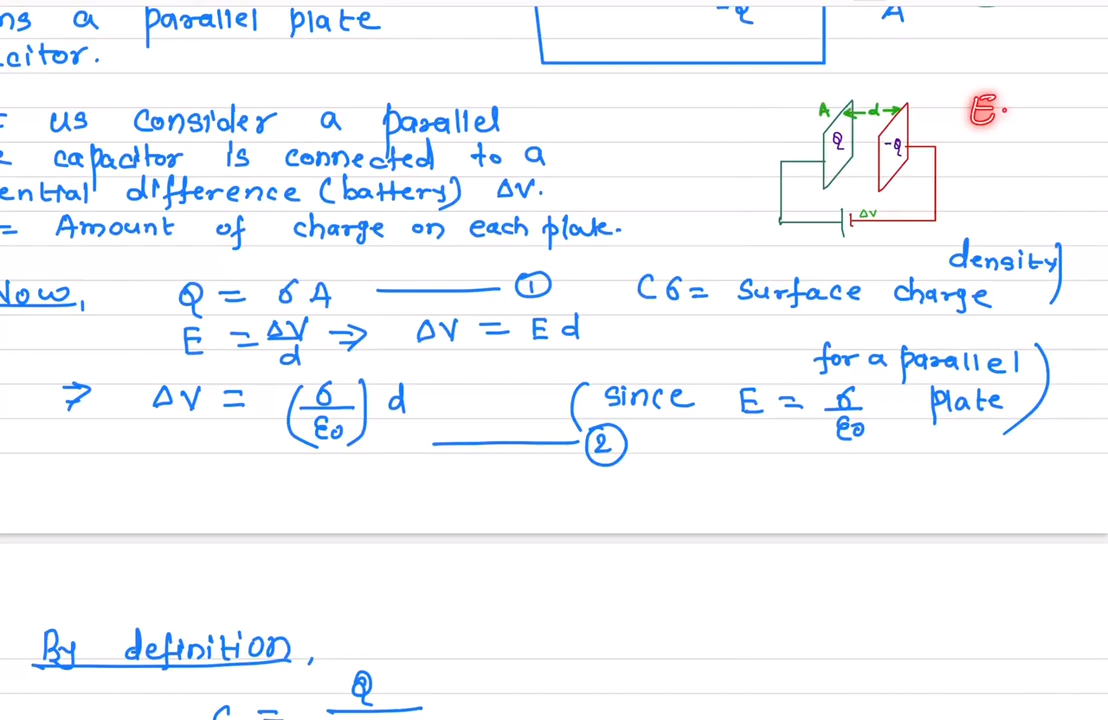 ns a parallel plate
-Q A
citor.
A d E.
Q -Q
us consider a parallel
capacitor is connected to a
ential difference (battery) ΔV.
ΔV
= Amount of charge on each plate.
density
Now, Q = σA ——— ① (σ = Surface charge
E = ΔV/d ⇒ ΔV = Ed
for a parallel
⇒ ΔV = (σ/ε0) d (since E = σ/ε0 plate)
——— ②
By definition,
Q